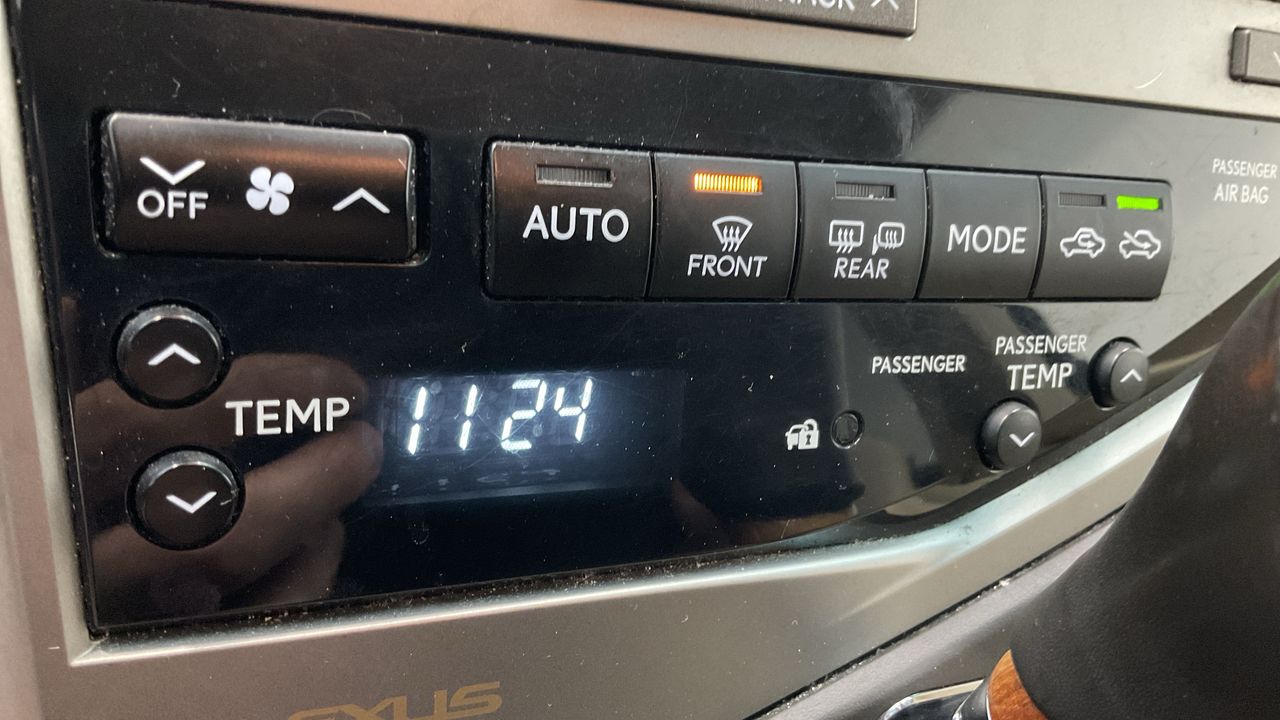 OFF
AUTO
FRONT
REAR
MODE
PASSENGER
AIR BAG
TEMP
1124
PASSENGER
PASSENGER
TEMP